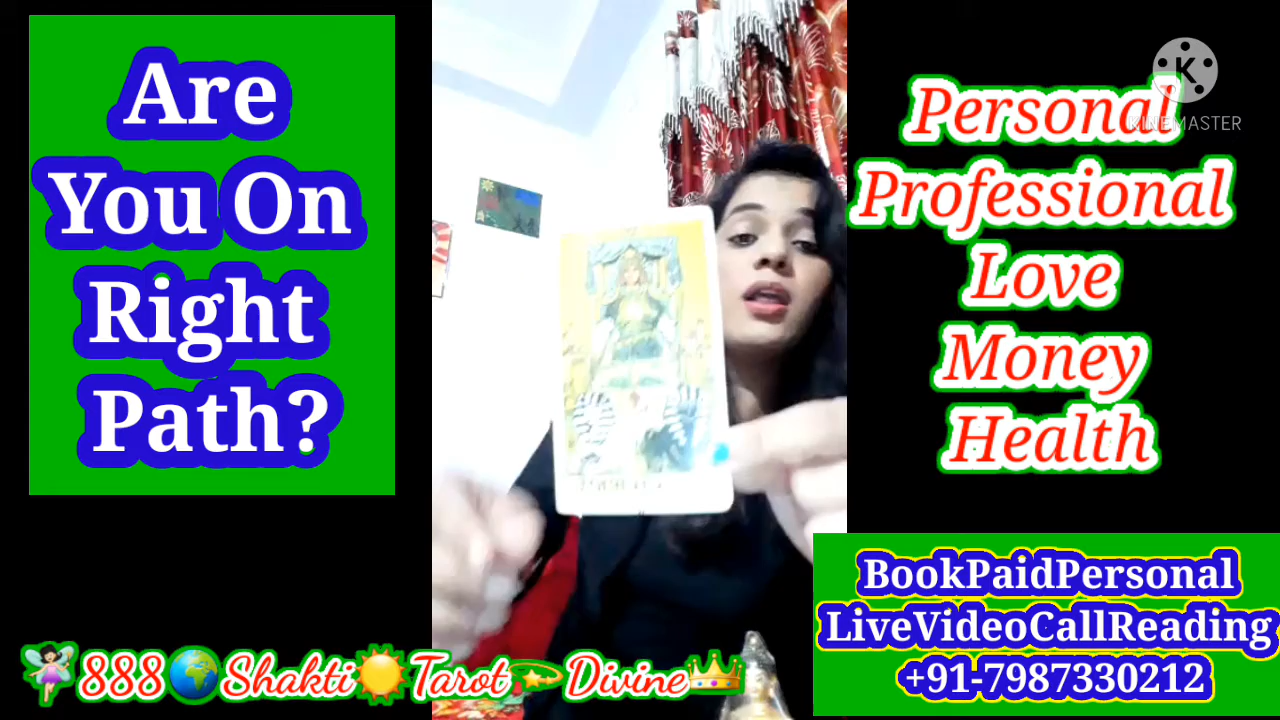 Are
You On
Right
Path?
K
KINEMASTER
Personal
Professional
Love
Money
Health
BookPaidPersonal
LiveVideoCallReading
+91-7987330212
888 Shakti Tarot Divine